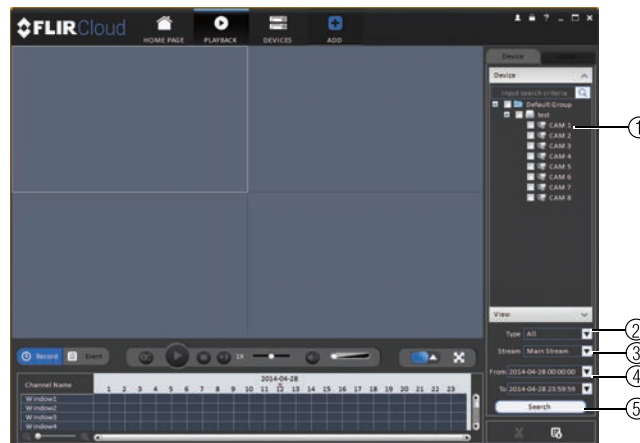 FLIRCloud
HOME PAGE
PLAYBACK
DEVICES
ADD
?
Device
Device
Input search criteria
Default Group
test
CAM 1
CAM 2
CAM 3
CAM 4
CAM 5
CAM 6
CAM 7
CAM 8
1
View
Type All
2
Stream Main Stream
3
From 2014-04-28 00:00:00
4
To 2014-04-28 23:59:59
Search
5
Record
Event
1X
2014-04-28
Channel Name
1 2 3 4 5 6 7 8 9 10 11 12 13 14 15 16 17 18 19 20 21 22 23
Window1
Window2
Window3
Window4